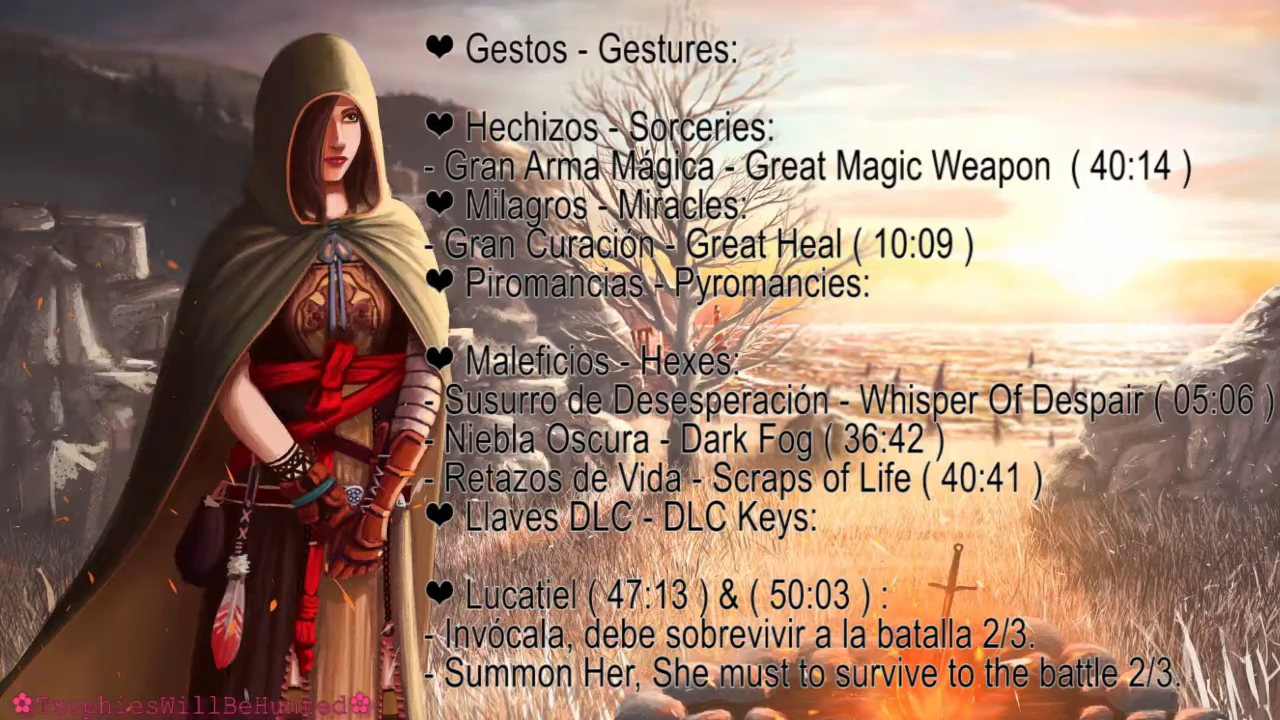 ❤ Gestos - Gestures:
❤ Hechizos - Sorceries:
- Gran Arma Mágica - Great Magic Weapon ( 40:14 )
❤ Milagros - Miracles:
- Gran Curación - Great Heal ( 10:09 )
❤ Piromancias - Pyromancies:
❤ Maleficios - Hexes:
- Susurro de Desesperación - Whisper Of Despair ( 05:06 )
- Niebla Oscura - Dark Fog ( 36:42 )
- Retazos de Vida - Scraps of Life ( 40:41 )
❤ Llaves DLC - DLC Keys:
❤ Lucatiel ( 47:13 ) & ( 50:03 ) :
- Invócala, debe sobrevivir a la batalla 2/3.
- Summon Her, She must to survive to the battle 2/3.
✿TrophiesWillBeHunted✿